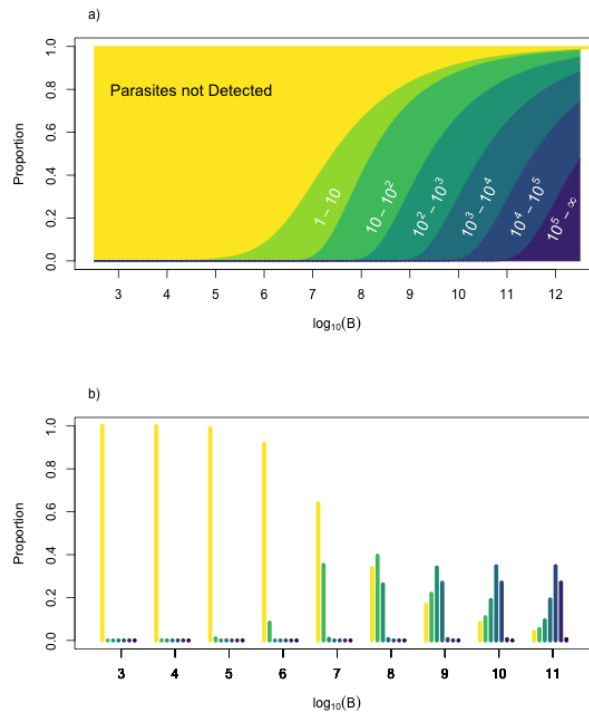 a)
Proportion
1.0
0.8
0.6
0.4
0.2
0.0
Parasites not Detected
1 − 10
10 − 10²
10² − 10³
10³ − 10⁴
10⁴ − 10⁵
10⁵ − ∞
3 4 5 6 7 8 9 10 11 12
log₁₀(B)
b)
Proportion
1.0
0.8
0.6
0.4
0.2
0.0
3 4 5 6 7 8 9 10 11
log₁₀(B)